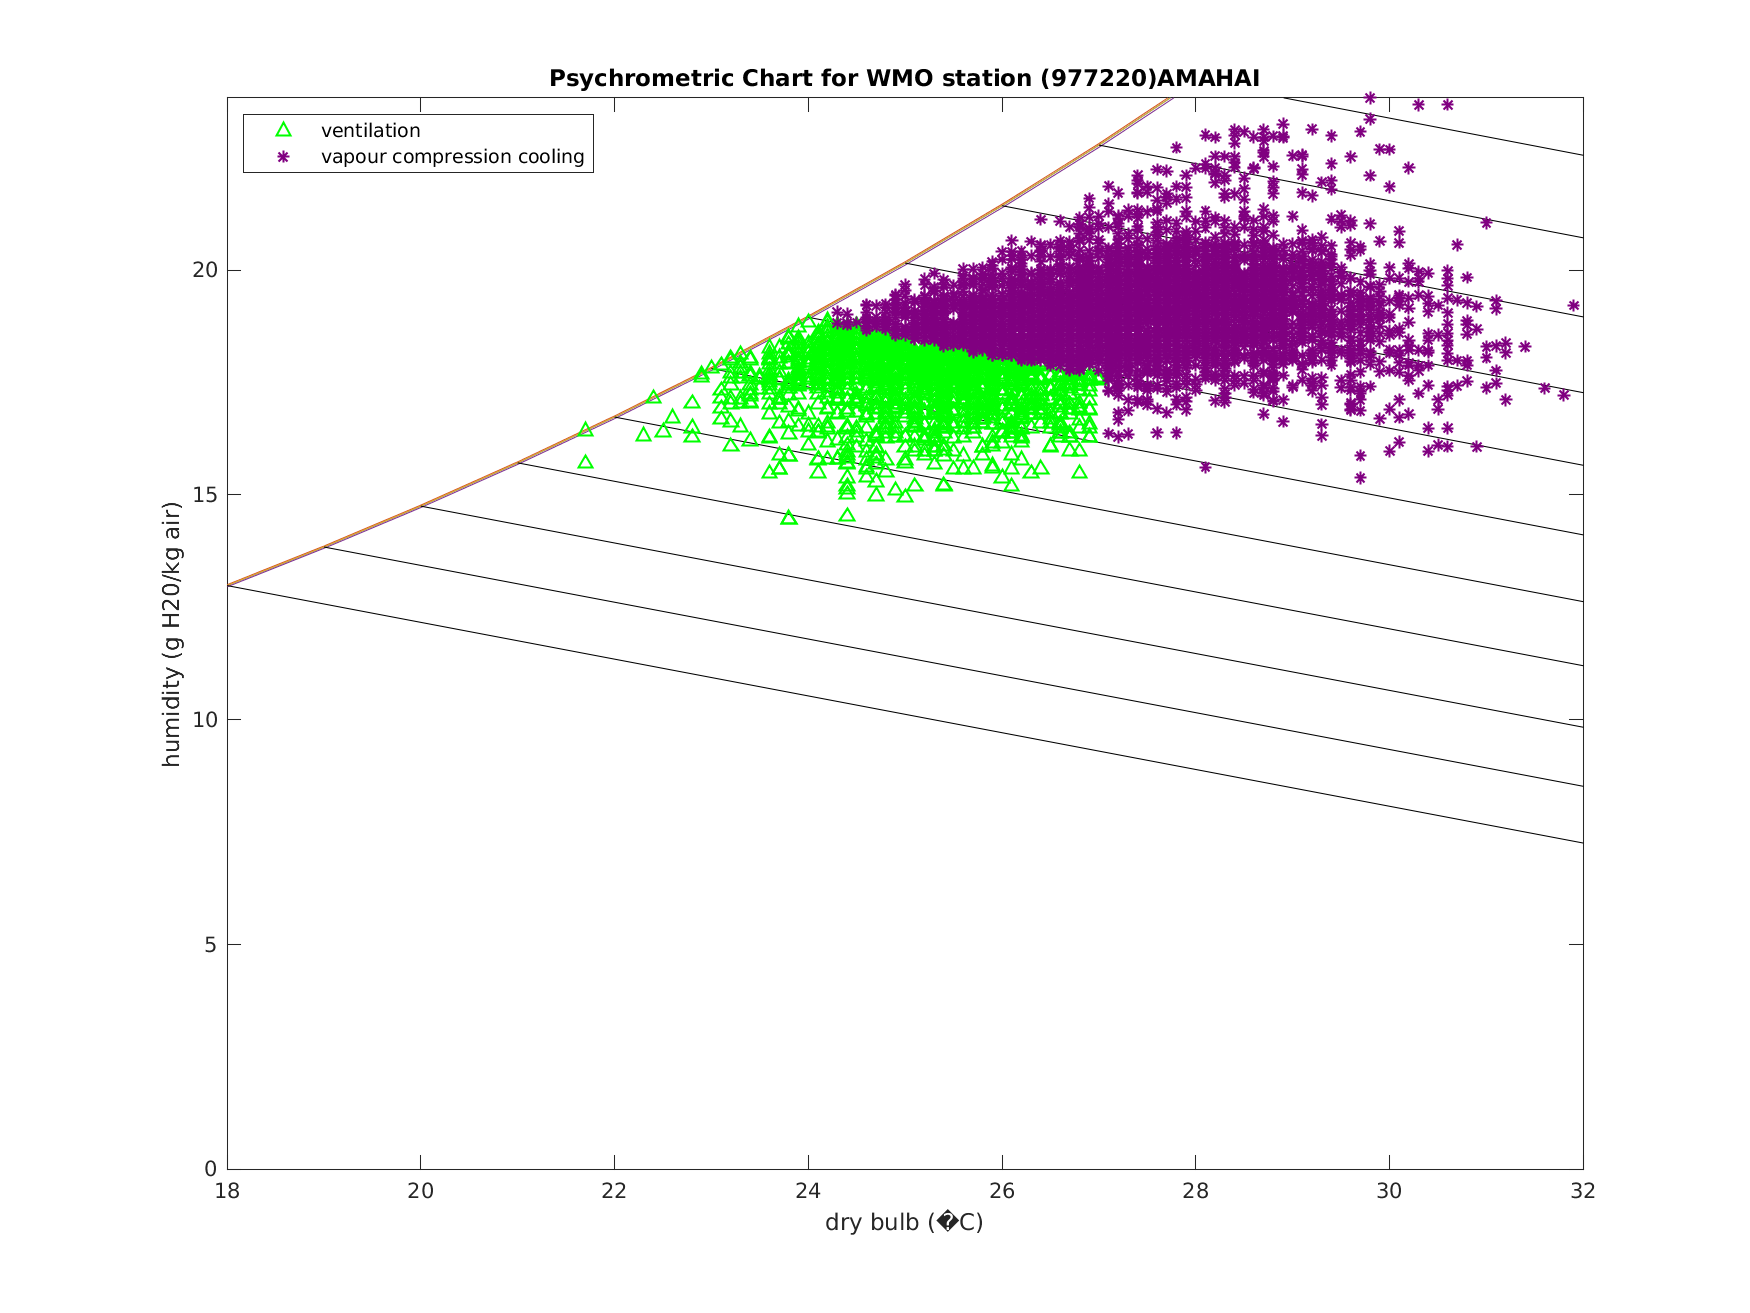 Psychrometric Chart for WMO station (977220)AMAHAI
ventilation
vapour compression cooling
humidity (g H20/kg air)
20
15
10
5
0
18 20 22 24 26 28 30 32
dry bulb (�C)